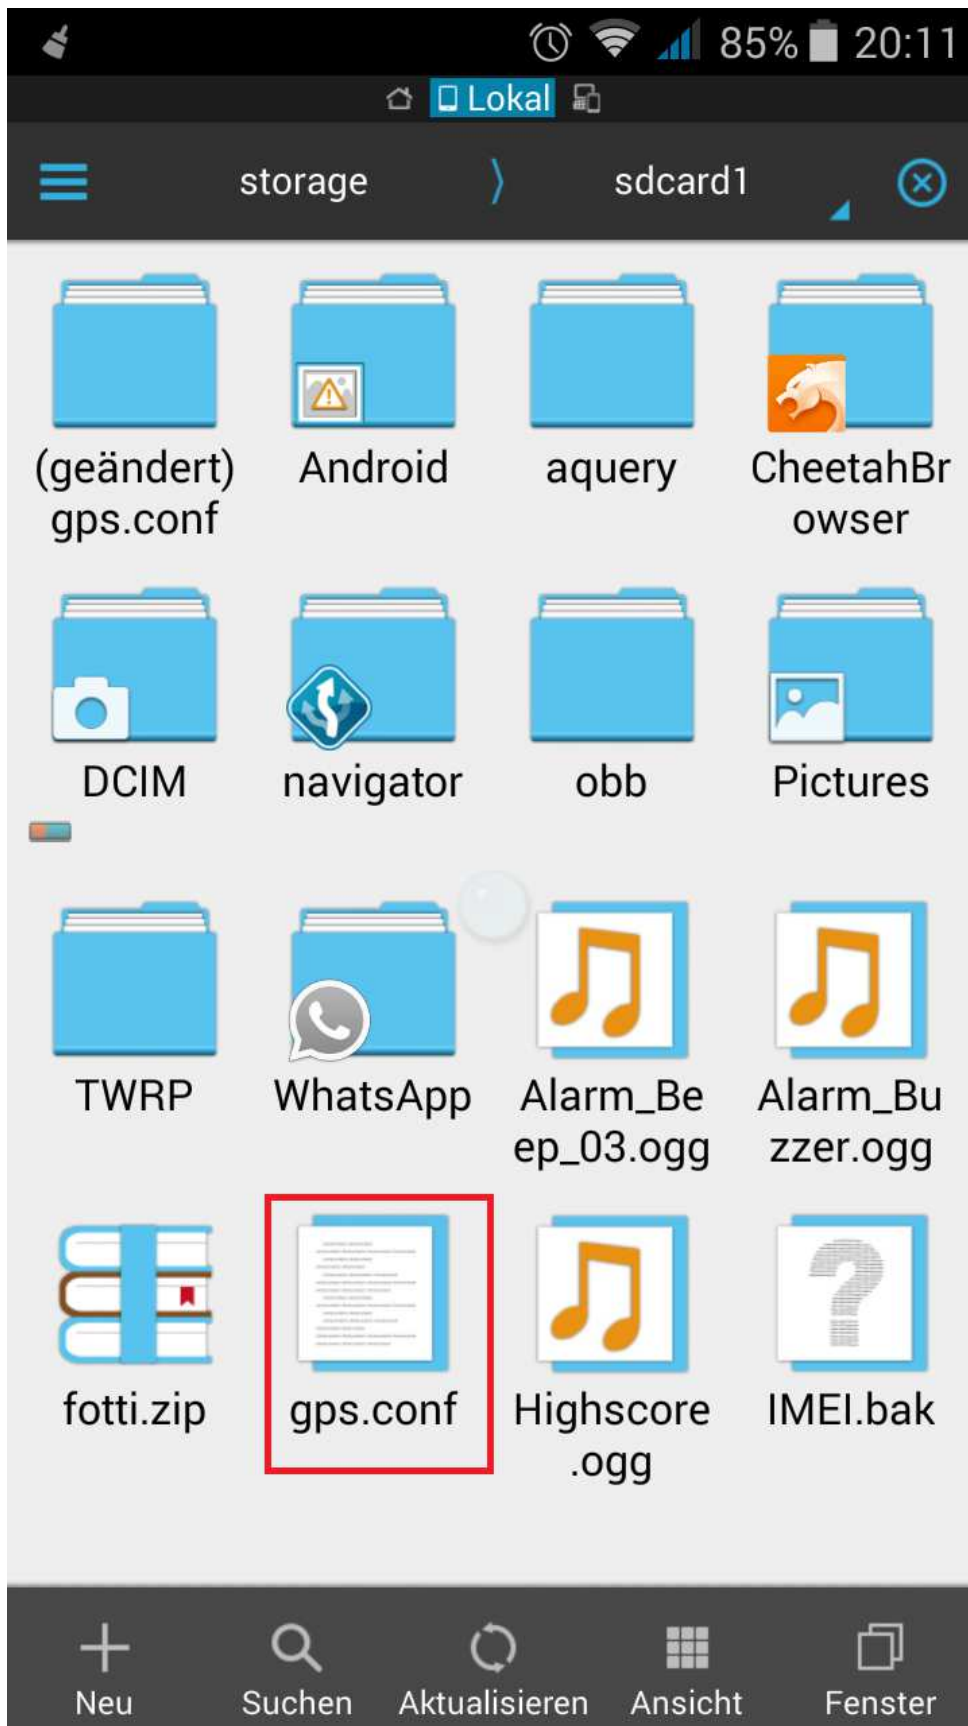 85% 20:11
Lokal
storage sdcard1
(geändert) Android aquery CheetahBr
gps.conf owser
DCIM navigator obb Pictures
TWRP WhatsApp Alarm_Be Alarm_Bu
ep_03.ogg zzer.ogg
fotti.zip gps.conf Highscore IMEI.bak
.ogg
Neu Suchen Aktualisieren Ansicht Fenster